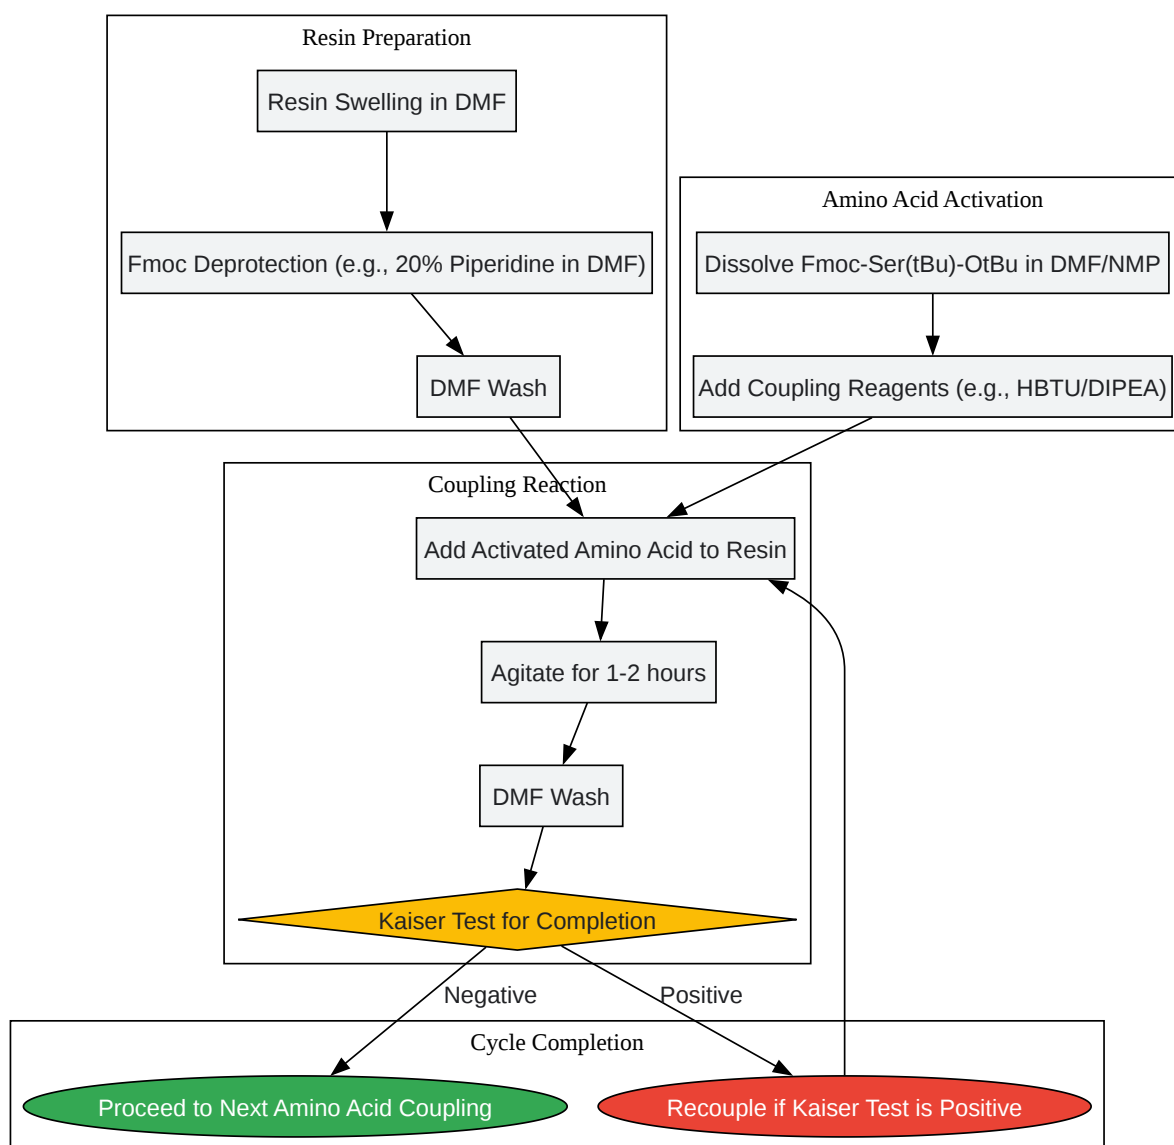 Resin Preparation
Resin Swelling in DMF
Fmoc Deprotection (e.g., 20% Piperidine in DMF)
DMF Wash
Amino Acid Activation
Dissolve Fmoc-Ser(tBu)-OtBu in DMF/NMP
Add Coupling Reagents (e.g., HBTU/DIPEA)
Coupling Reaction
Add Activated Amino Acid to Resin
Agitate for 1-2 hours
DMF Wash
Kaiser Test for Completion
Negative
Positive
Cycle Completion
Proceed to Next Amino Acid Coupling
Recouple if Kaiser Test is Positive